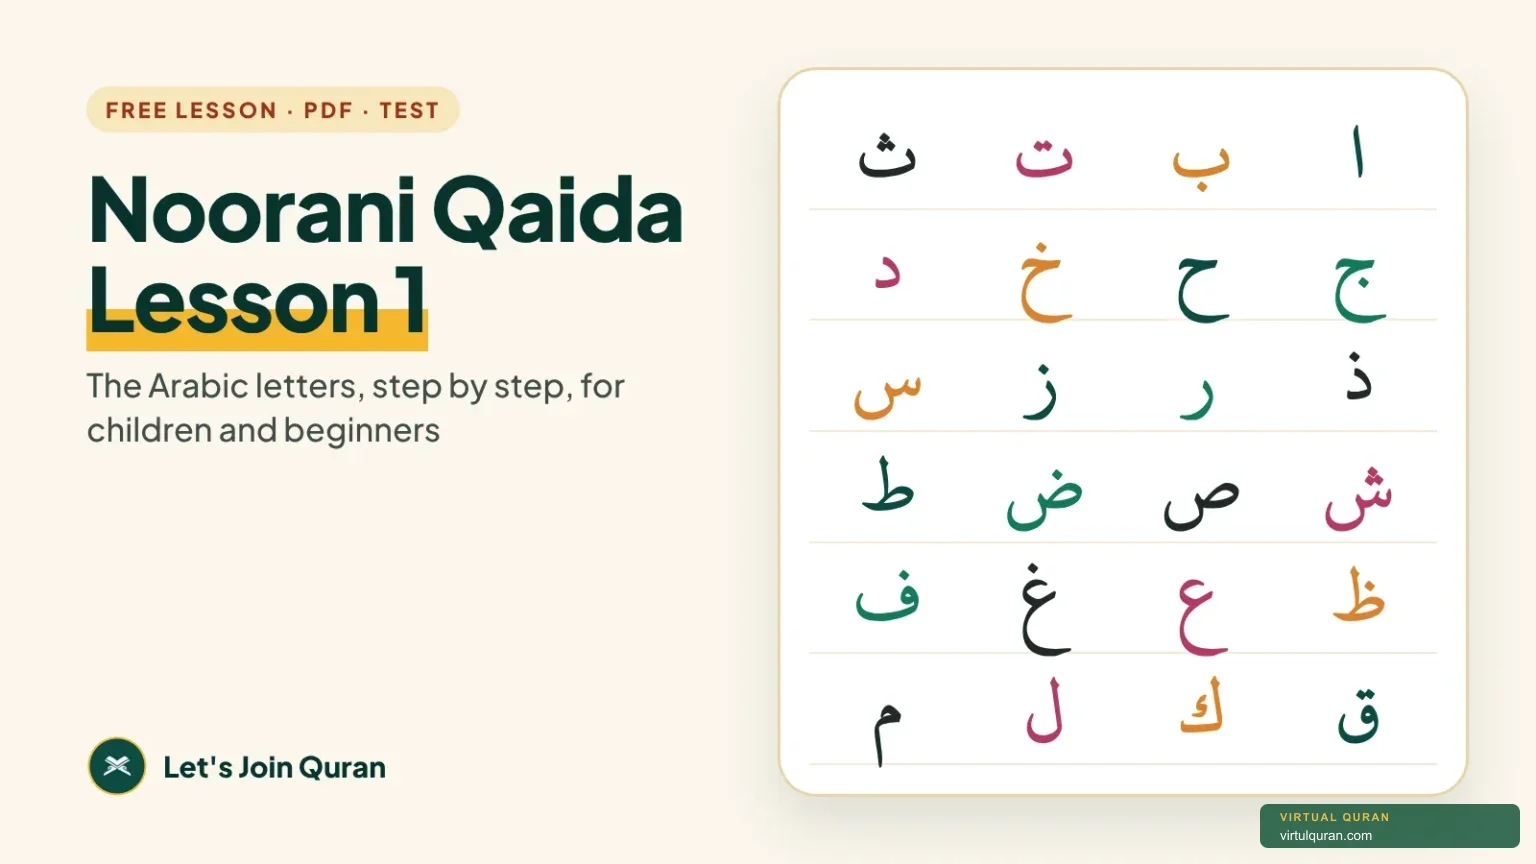 FREE LESSON · PDF · TEST
Noorani Qaida
Lesson 1
The Arabic letters, step by step, for
children and beginners
Let's Join Quran
ا ب ت ث
ج ح خ د
ذ ر ز س
ش ص ض ط
ظ ع غ ف
ق ك ل م
VIRTUAL QURAN
virtulquran.com